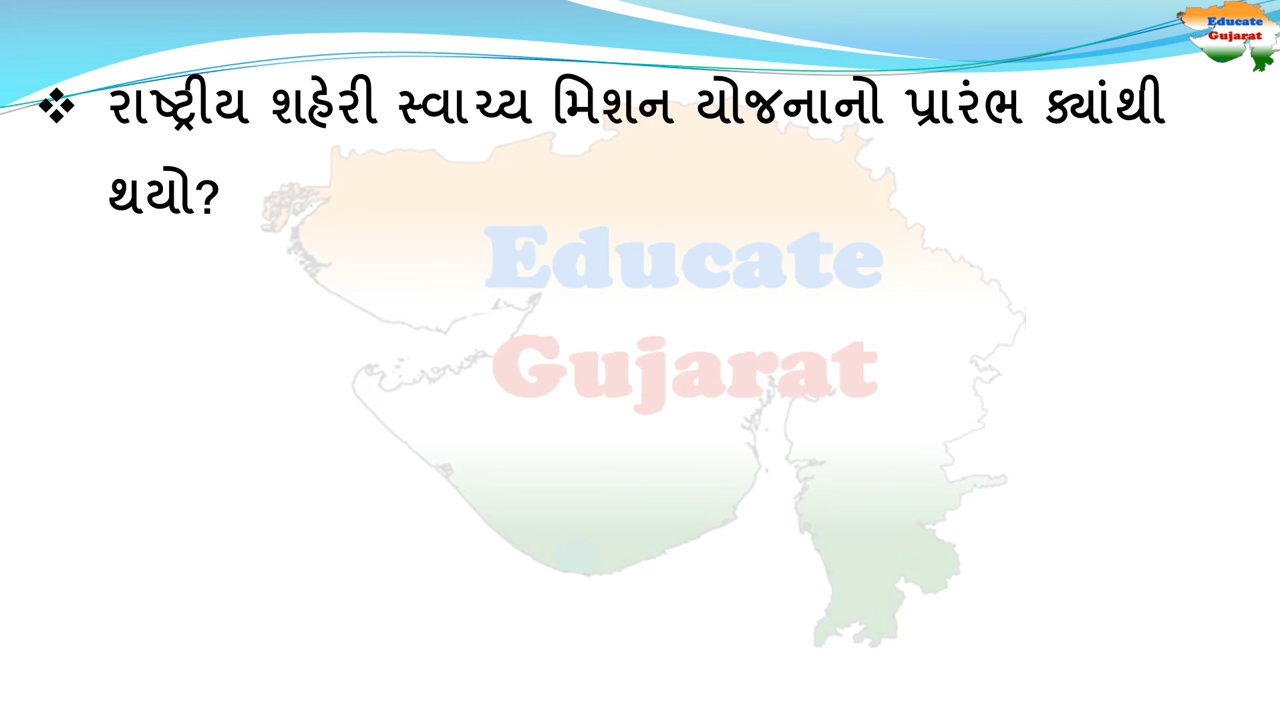 Educate
Gujarat
❖ રાષ્ટ્રીય શહેરી સ્વાચ્ય મિશન યોજનાનો પ્રારંભ ક્યાંથી
થયો?
Educate
Gujarat